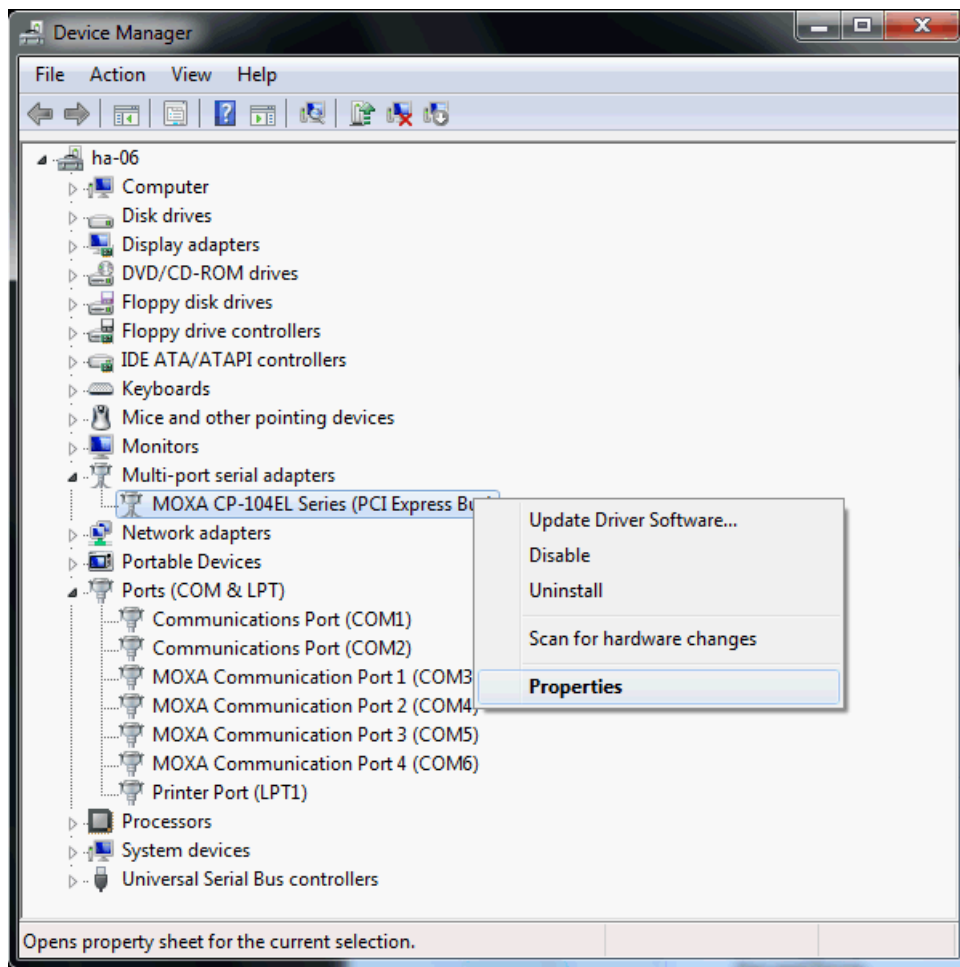 Device Manager
File Action View Help
ha-06
Computer
Disk drives
Display adapters
DVD/CD-ROM drives
Floppy disk drives
Floppy drive controllers
IDE ATA/ATAPI controllers
Keyboards
Mice and other pointing devices
Monitors
Multi-port serial adapters
MOXA CP-104EL Series (PCI Express
Network adapters
Portable Devices
Ports (COM & LPT)
Communications Port (COM1)
Communications Port (COM2)
MOXA Communication Port 1 (COM3
MOXA Communication Port 2 (COM4)
MOXA Communication Port 3 (COM5)
MOXA Communication Port 4 (COM6)
Printer Port (LPT1)
Processors
System devices
Universal Serial Bus controllers
Update Driver Software...
Disable
Uninstall
Scan for hardware changes
Properties
Opens property sheet for the current selection.